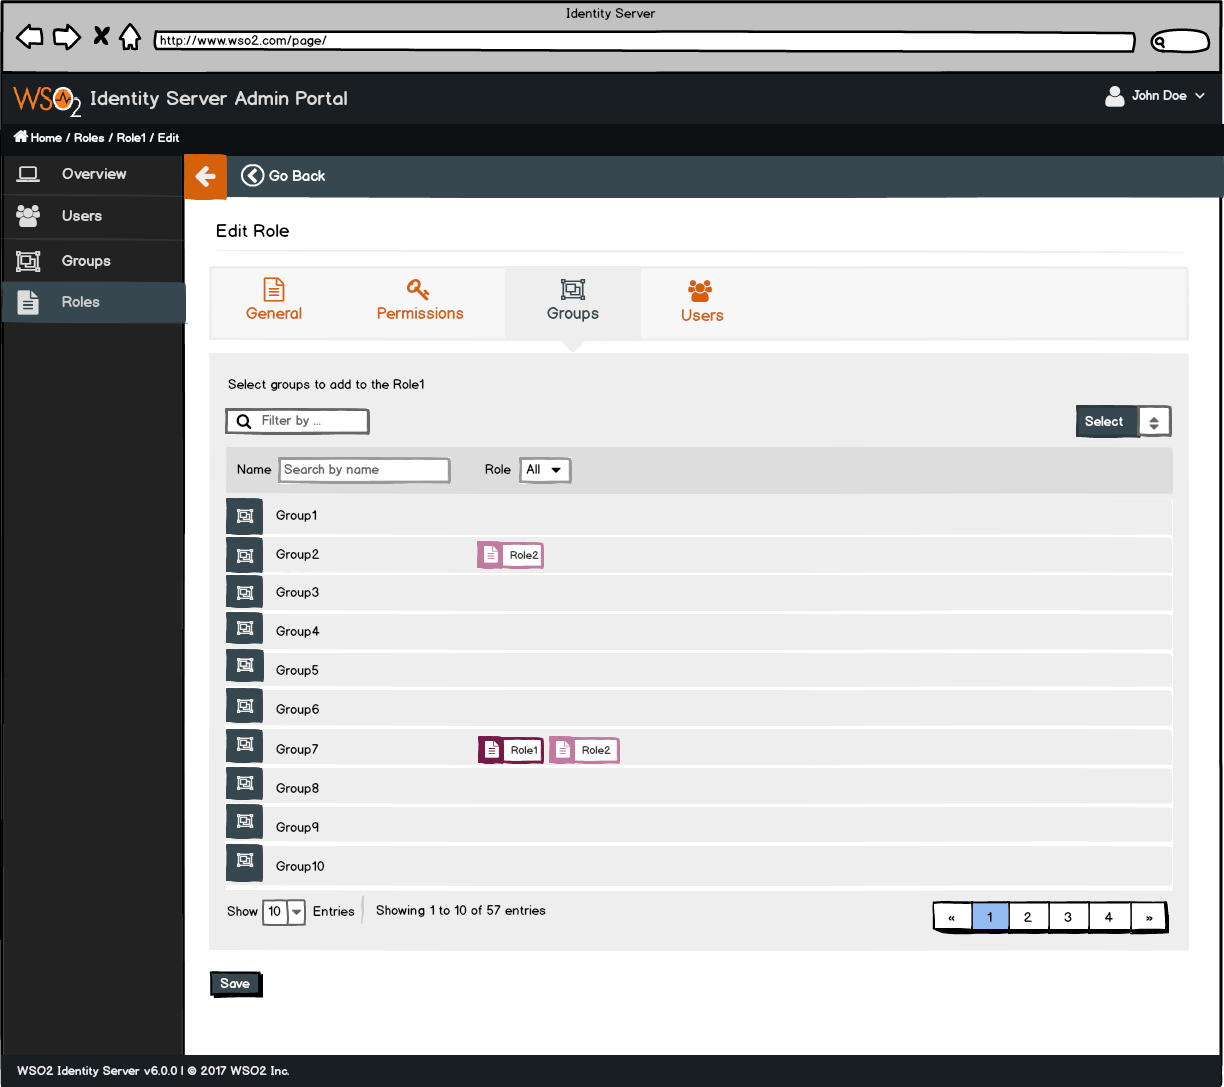 Identity Server
http://www.wso2.com/page/
WSO2 Identity Server Admin Portal
John Doe
Home / Roles / Role1 / Edit
Overview
Users
Groups
Roles
Go Back
Edit Role
General
Permissions
Groups
Users
Select groups to add to the Role1
Filter by ...
Select
Name Search by name Role All
Group1
Group2 Role2
Group3
Group4
Group5
Group6
Group7 Role1 Role2
Group8
Group9
Group10
Show 10 Entries Showing 1 to 10 of 57 entries
« 1 2 3 4 »
Save
WSO2 Identity Server v6.0.0 | © 2017 WSO2 Inc.